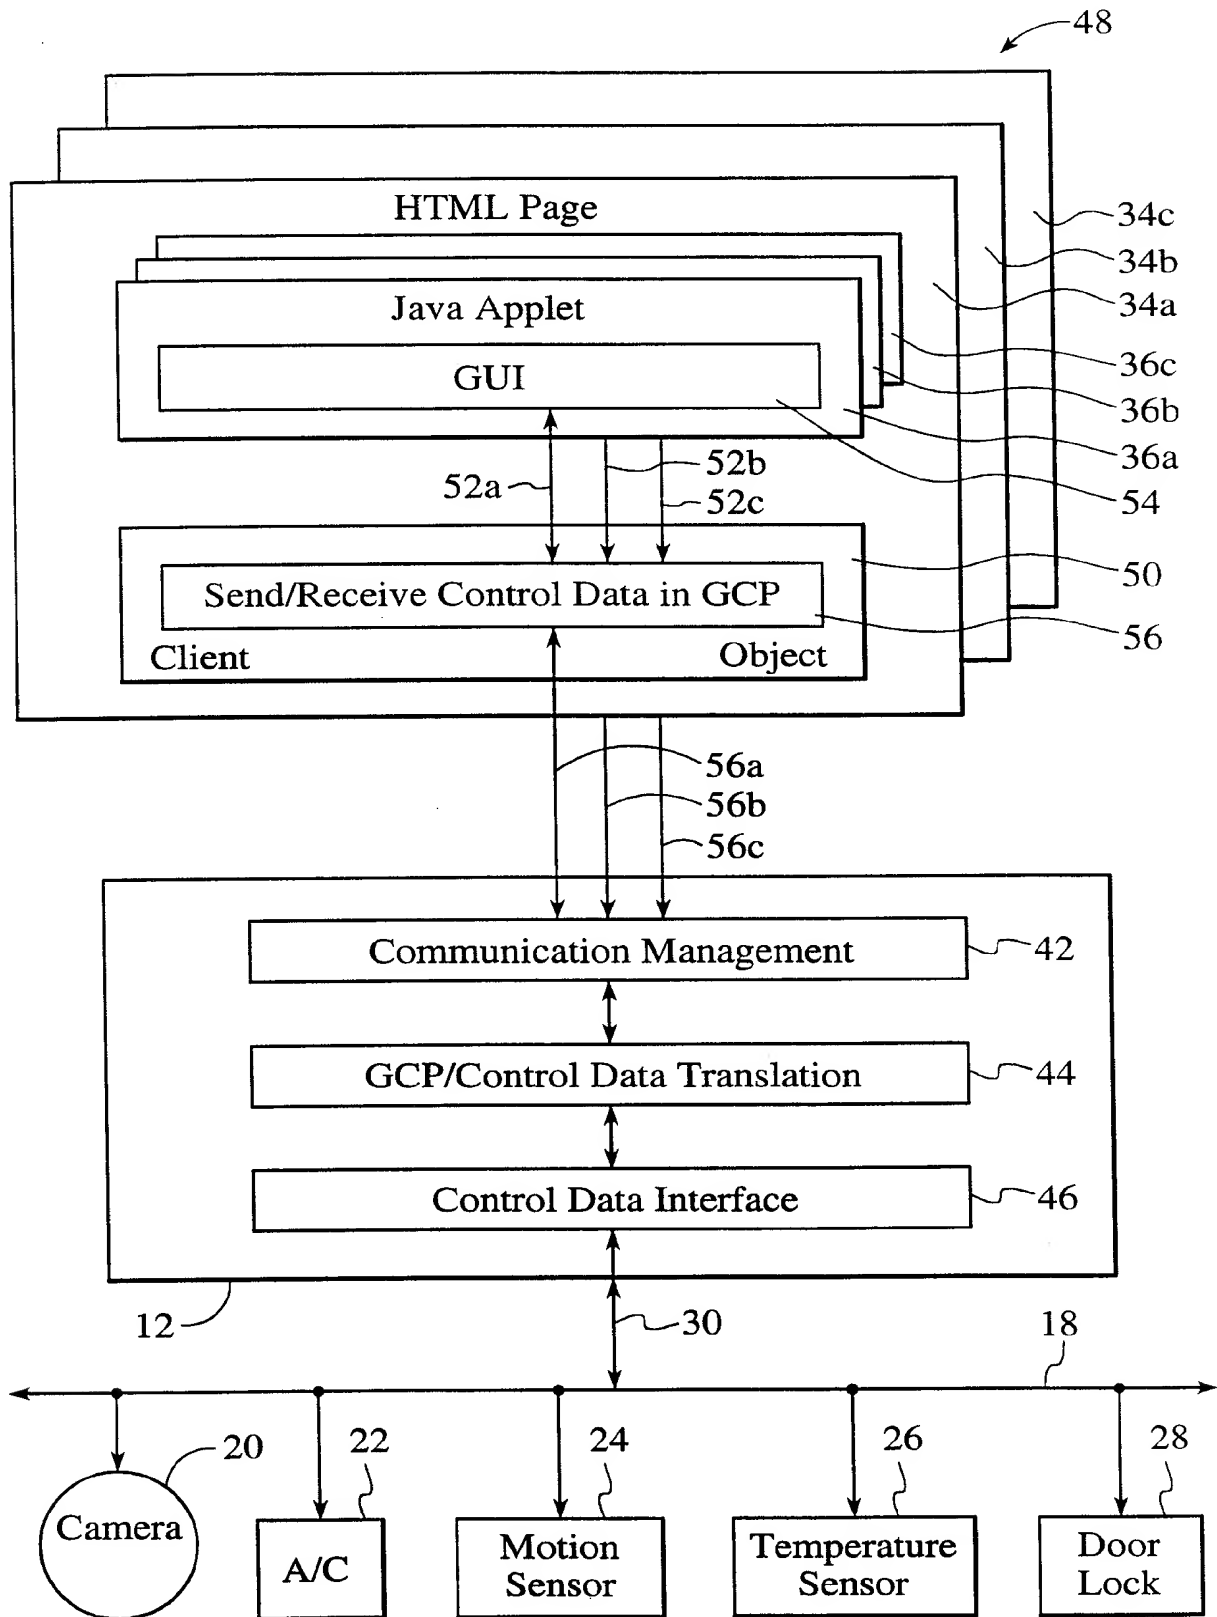 48
HTML Page
34c
34b
34a
Java Applet
GUI
36c
36b
36a
52b
52a
52c
54
50
Send/Receive Control Data in GCP
56
Client Object
56a
56b
56c
Communication Management
42
GCP/Control Data Translation
44
Control Data Interface
46
12
30
18
20
22
24
26
28
Camera
A/C
Motion
Sensor
Temperature
Sensor
Door
Lock